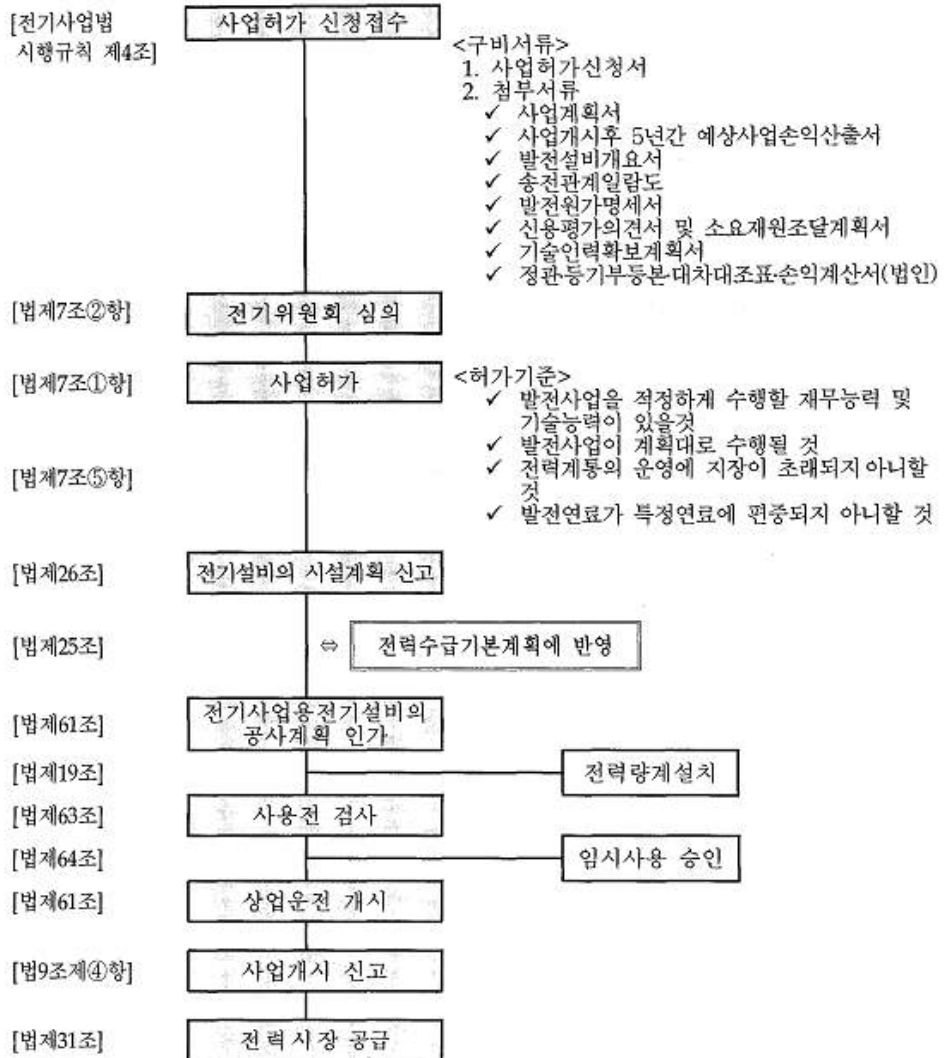 [전기사업법
시행규칙 제4조]
사업허가 신청접수
<구비서류>
1. 사업허가신청서
2. 첨부서류
✓ 사업계획서
✓ 사업개시후 5년간 예상사업손익산출서
✓ 발전설비개요서
✓ 송전관계일람도
✓ 발전원가명세서
✓ 신용평가의견서 및 소요재원조달계획서
✓ 기술인력확보계획서
✓ 정관·등기부등본·대차대조표·손익계산서(법인)
[법제7조②항]
전기위원회 심의
[법제7조①항]
사업허가
<허가기준>
✓ 발전사업을 적정하게 수행할 재무능력 및
기술능력이 있을것
✓ 발전사업이 계획대로 수행될 것
✓ 전력계통의 운영에 지장이 초래되지 아니할
것
✓ 발전연료가 특정연료에 편중되지 아니할 것
[법제7조⑤항]
[법제26조]
전기설비의 시설계획 신고
[법제25조]
⇔ 전력수급기본계획에 반영
[법제61조]
전기사업용전기설비의
공사계획 인가
[법제19조]
전력량계설치
[법제63조]
사용전 검사
[법제64조]
임시사용 승인
[법제61조]
상업운전 개시
[법9조제④항]
사업개시 신고
[법제31조]
전력시장 공급